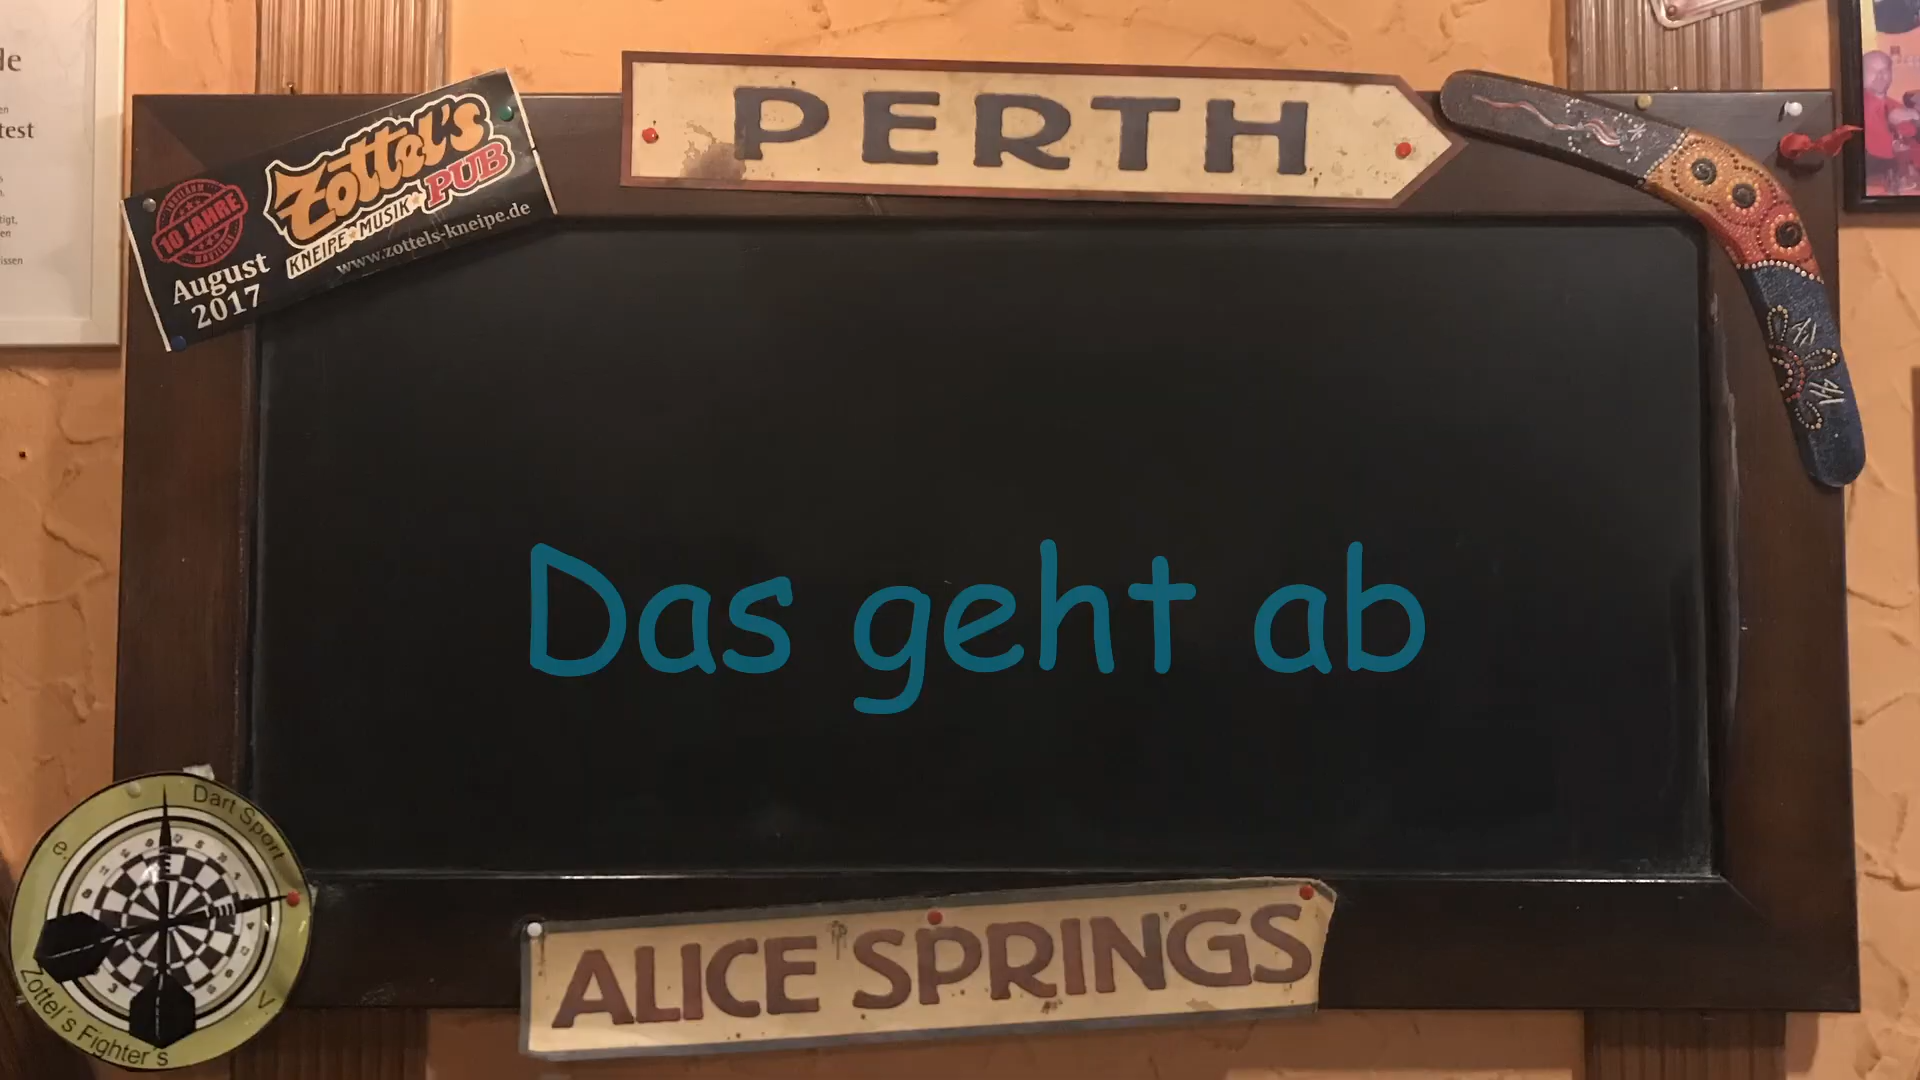 de
test
PERTH
Zottel's
PUB
KNEIPE MUSIK
www.zottels-kneipe.de
10 JAHRE
August
2017
Das geht ab
Dart Sport
e.
V.
Zottel's Fighter's
ALICE SPRINGS